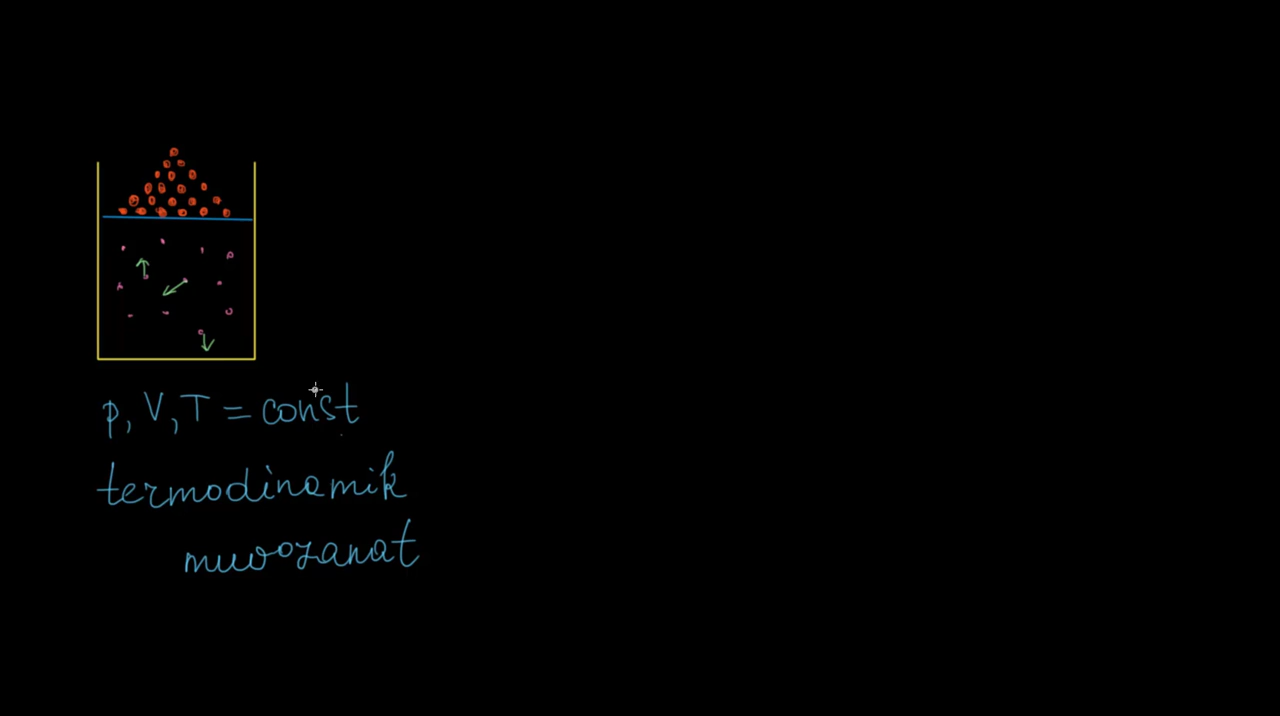 p, V, T = const
termodinamik
muvozanat